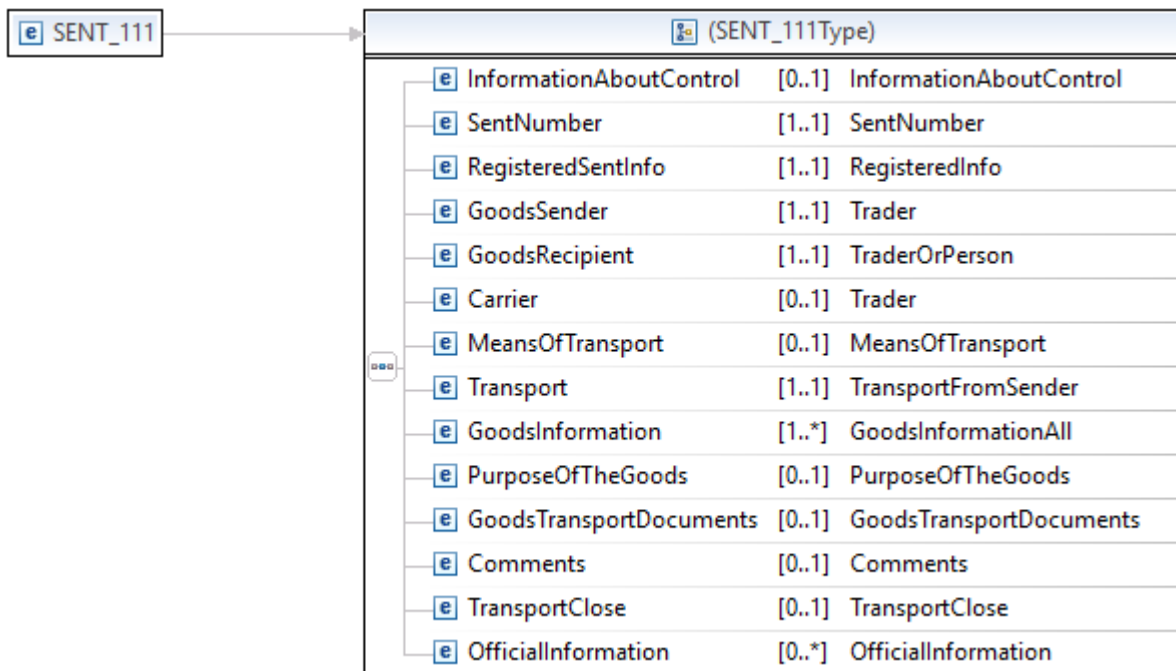 e SENT_111
(SENT_111Type)
e InformationAboutControl [0..1] InformationAboutControl
e SentNumber [1..1] SentNumber
e RegisteredSentInfo [1..1] RegisteredInfo
e GoodsSender [1..1] Trader
e GoodsRecipient [1..1] TraderOrPerson
e Carrier [0..1] Trader
e MeansOfTransport [0..1] MeansOfTransport
e Transport [1..1] TransportFromSender
e GoodsInformation [1..*] GoodsInformationAll
e PurposeOfTheGoods [0..1] PurposeOfTheGoods
e GoodsTransportDocuments [0..1] GoodsTransportDocuments
e Comments [0..1] Comments
e TransportClose [0..1] TransportClose
e OfficialInformation [0..*] OfficialInformation